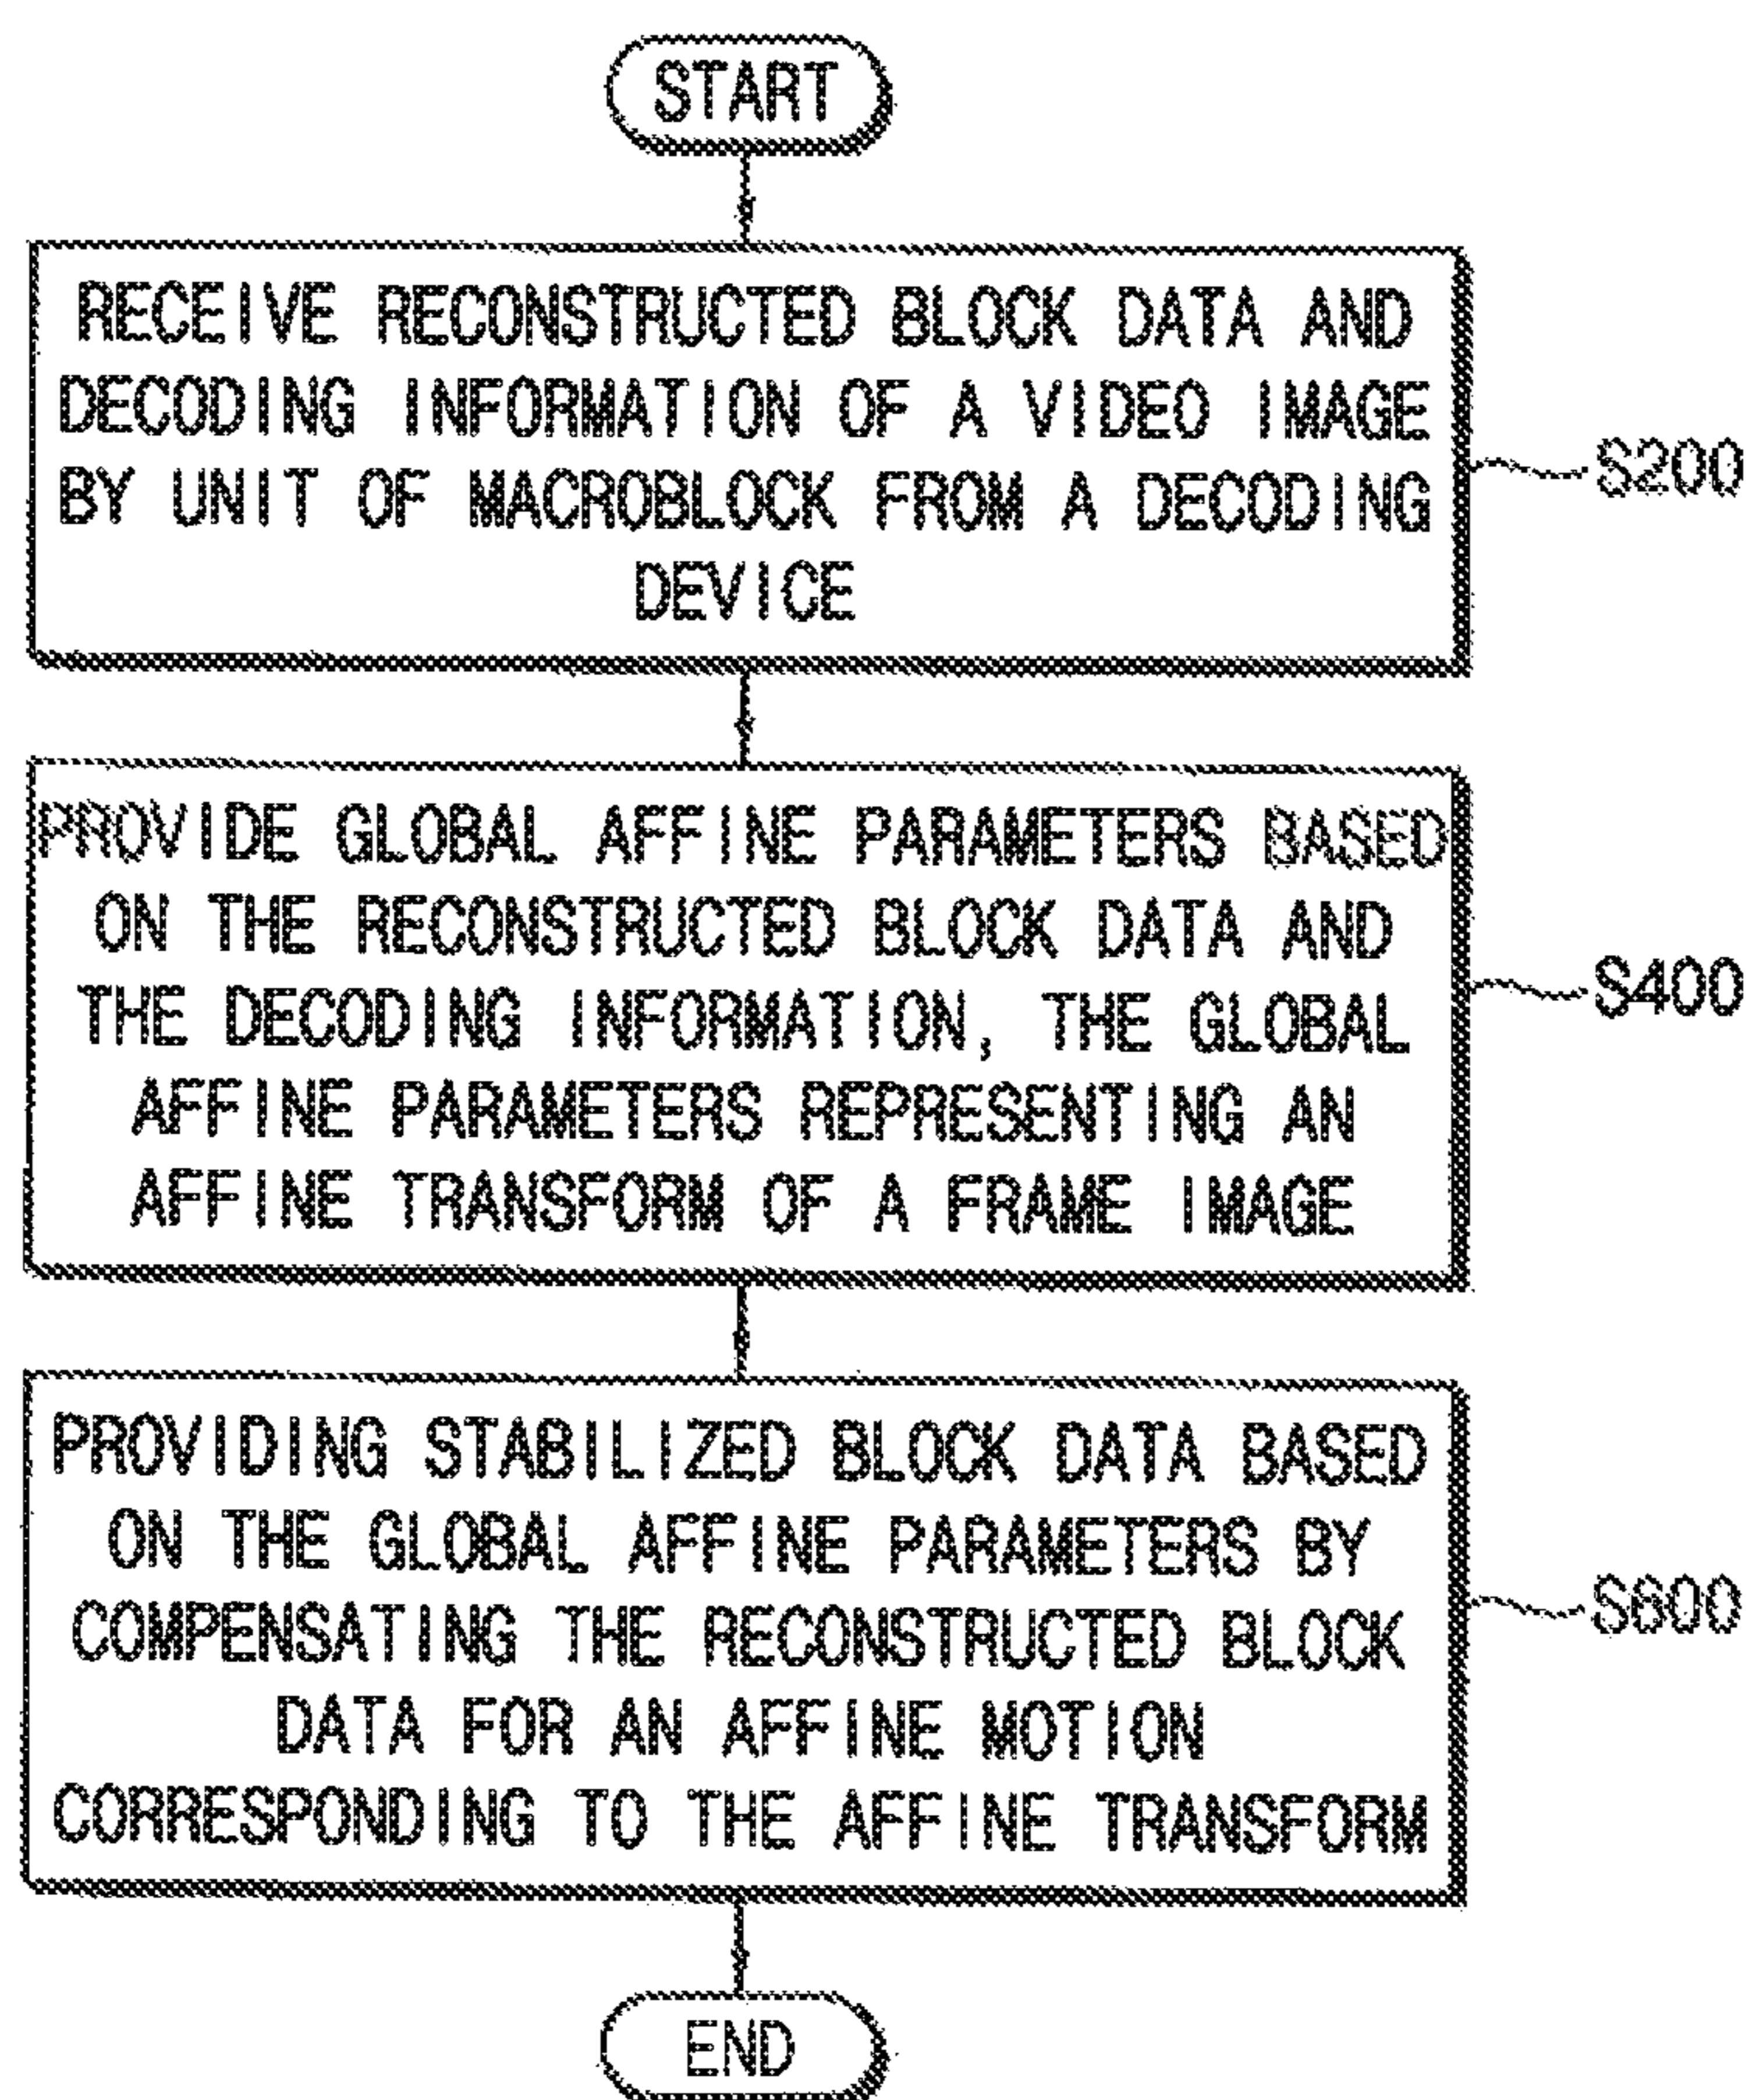 START
RECEIVE RECONSTRUCTED BLOCK DATA AND
DECODING INFORMATION OF A VIDEO IMAGE
BY UNIT OF MACROBLOCK FROM A DECODING
DEVICE
S200
PROVIDE GLOBAL AFFINE PARAMETERS BASED
ON THE RECONSTRUCTED BLOCK DATA AND
THE DECODING INFORMATION, THE GLOBAL
AFFINE PARAMETERS REPRESENTING AN
AFFINE TRANSFORM OF A FRAME IMAGE
S400
PROVIDING STABILIZED BLOCK DATA BASED
ON THE GLOBAL AFFINE PARAMETERS BY
COMPENSATING THE RECONSTRUCTED BLOCK
DATA FOR AN AFFINE MOTION
CORRESPONDING TO THE AFFINE TRANSFORM
S600
END